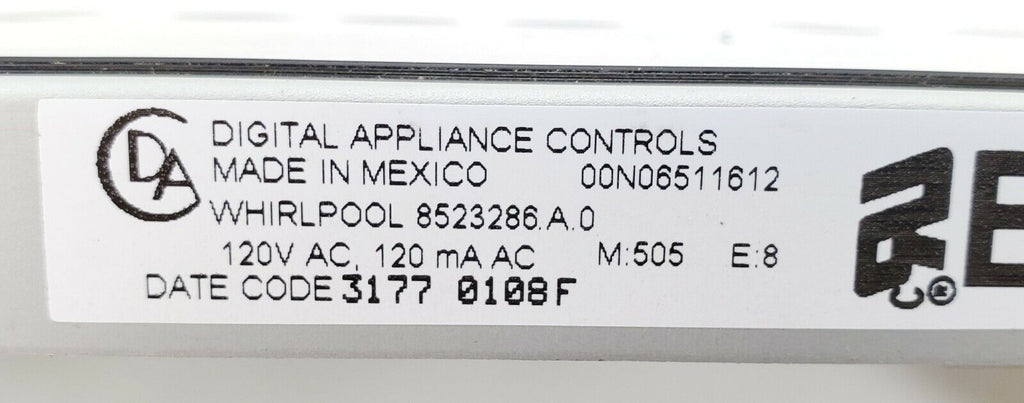 DAC
DIGITAL APPLIANCE CONTROLS
MADE IN MEXICO 00N06511612
WHIRLPOOL 8523286.A.0
120V AC, 120 mA AC M:505 E:8
DATE CODE 3177 0108F